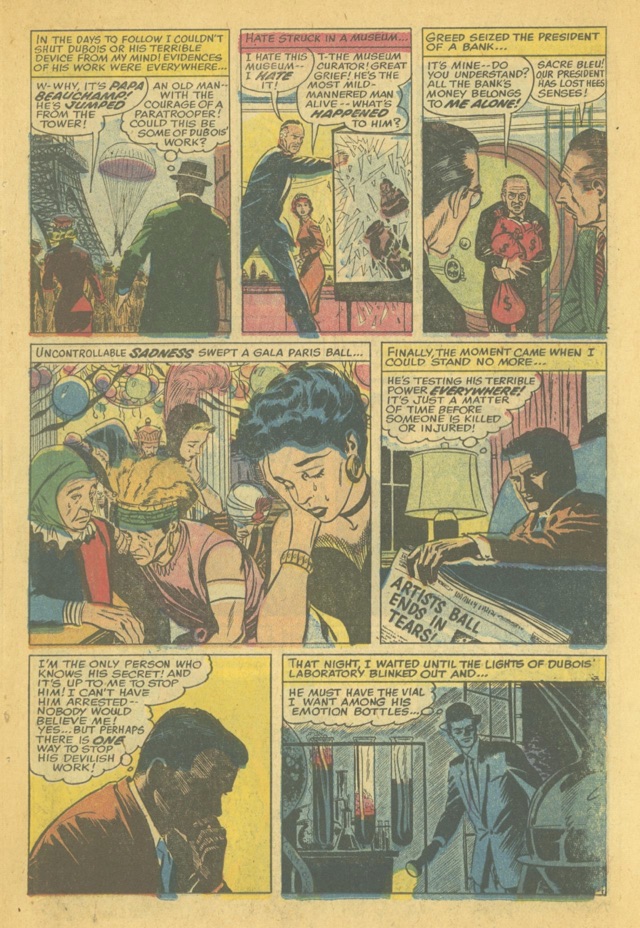 IN THE DAYS TO FOLLOW I COULDN'T
SHUT DUBOIS OR HIS TERRIBLE
DEVICE FROM MY MIND! EVIDENCES
OF HIS WORK WERE EVERYWHERE...
W-WHY, IT'S PAPA
BEAUCHAMP!
HE'S JUMPED
FROM THE
TOWER!
AN OLD MAN--
WITH THE
COURAGE OF A
PARATROOPER!
COULD THIS BE
SOME OF DUBOIS'
WORK?
HATE STRUCK IN A MUSEUM...
I HATE THIS
MUSEUM--
I HATE
IT!
T-THE MUSEUM
CURATOR! GREAT
GRIEF! HE'S THE
MOST MILD-
MANNERED MAN
ALIVE--WHAT'S
HAPPENED
TO HIM?
GREED SEIZED THE PRESIDENT
OF A BANK...
IT'S MINE--DO
YOU UNDERSTAND?
ALL THE BANK'S
MONEY BELONGS
TO ME ALONE!
SACRE BLEU!
OUR PRESIDENT
HAS LOST HEES
SENSES!
$
$
$
UNCONTROLLABLE SADNESS SWEPT A GALA PARIS BALL...
FINALLY, THE MOMENT CAME WHEN I
COULD STAND NO MORE...
HE'S TESTING HIS TERRIBLE
POWER EVERYWHERE!
IT'S JUST A MATTER
OF TIME BEFORE
SOMEONE IS KILLED
OR INJURED!
ARTISTS BALL
ENDS IN
TEARS!
I'M THE ONLY PERSON WHO
KNOWS HIS SECRET! AND
IT'S UP TO ME TO STOP
HIM! I CAN'T HAVE
HIM ARRESTED--
NOBODY WOULD
BELIEVE ME!
YES...BUT PERHAPS
THERE IS ONE
WAY TO STOP
HIS DEVILISH
WORK!
THAT NIGHT, I WAITED UNTIL THE LIGHTS OF DUBOIS'
LABORATORY BLINKED OUT AND...
HE MUST HAVE THE VIAL
I WANT AMONG HIS
EMOTION BOTTLES...